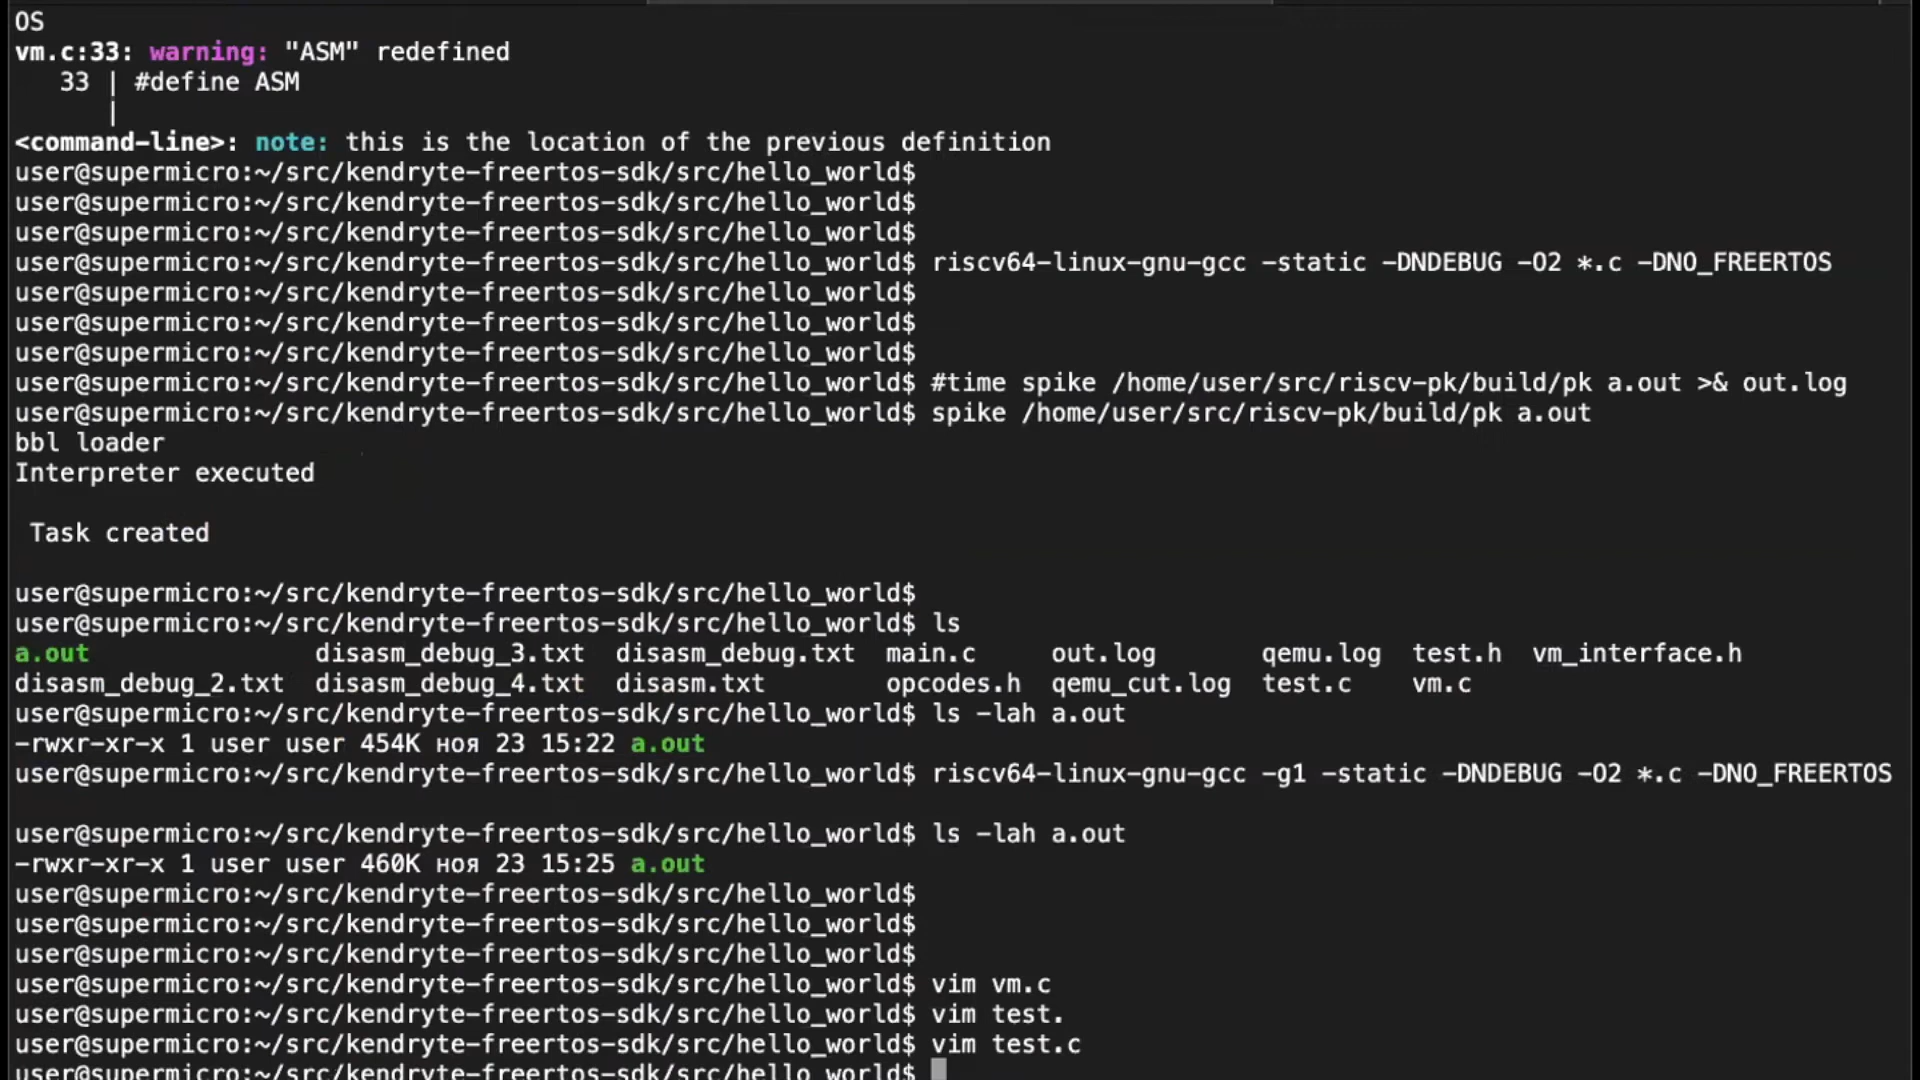 OS
vm.c:33: warning: "ASM" redefined
   33 | #define ASM
      |
<command-line>: note: this is the location of the previous definition
user@supermicro:~/src/kendryte-freertos-sdk/src/hello_world$
user@supermicro:~/src/kendryte-freertos-sdk/src/hello_world$
user@supermicro:~/src/kendryte-freertos-sdk/src/hello_world$
user@supermicro:~/src/kendryte-freertos-sdk/src/hello_world$ riscv64-linux-gnu-gcc -static -DNDEBUG -O2 *.c -DNO_FREERTOS
user@supermicro:~/src/kendryte-freertos-sdk/src/hello_world$
user@supermicro:~/src/kendryte-freertos-sdk/src/hello_world$
user@supermicro:~/src/kendryte-freertos-sdk/src/hello_world$
user@supermicro:~/src/kendryte-freertos-sdk/src/hello_world$ #time spike /home/user/src/riscv-pk/build/pk a.out >& out.log
user@supermicro:~/src/kendryte-freertos-sdk/src/hello_world$ spike /home/user/src/riscv-pk/build/pk a.out
bbl loader
Interpreter executed
 Task created
user@supermicro:~/src/kendryte-freertos-sdk/src/hello_world$
user@supermicro:~/src/kendryte-freertos-sdk/src/hello_world$ ls
a.out               disasm_debug_3.txt  disasm_debug.txt  main.c     out.log       qemu.log  test.h  vm_interface.h
disasm_debug_2.txt  disasm_debug_4.txt  disasm.txt        opcodes.h  qemu_cut.log  test.c    vm.c
user@supermicro:~/src/kendryte-freertos-sdk/src/hello_world$ ls -lah a.out
-rwxr-xr-x 1 user user 454K ноя 23 15:22 a.out
user@supermicro:~/src/kendryte-freertos-sdk/src/hello_world$ riscv64-linux-gnu-gcc -g1 -static -DNDEBUG -O2 *.c -DNO_FREERTOS
user@supermicro:~/src/kendryte-freertos-sdk/src/hello_world$ ls -lah a.out
-rwxr-xr-x 1 user user 460K ноя 23 15:25 a.out
user@supermicro:~/src/kendryte-freertos-sdk/src/hello_world$
user@supermicro:~/src/kendryte-freertos-sdk/src/hello_world$
user@supermicro:~/src/kendryte-freertos-sdk/src/hello_world$
user@supermicro:~/src/kendryte-freertos-sdk/src/hello_world$ vim vm.c
user@supermicro:~/src/kendryte-freertos-sdk/src/hello_world$ vim test.
user@supermicro:~/src/kendryte-freertos-sdk/src/hello_world$ vim test.c
user@supermicro:~/src/kendryte-freertos-sdk/src/hello_world$